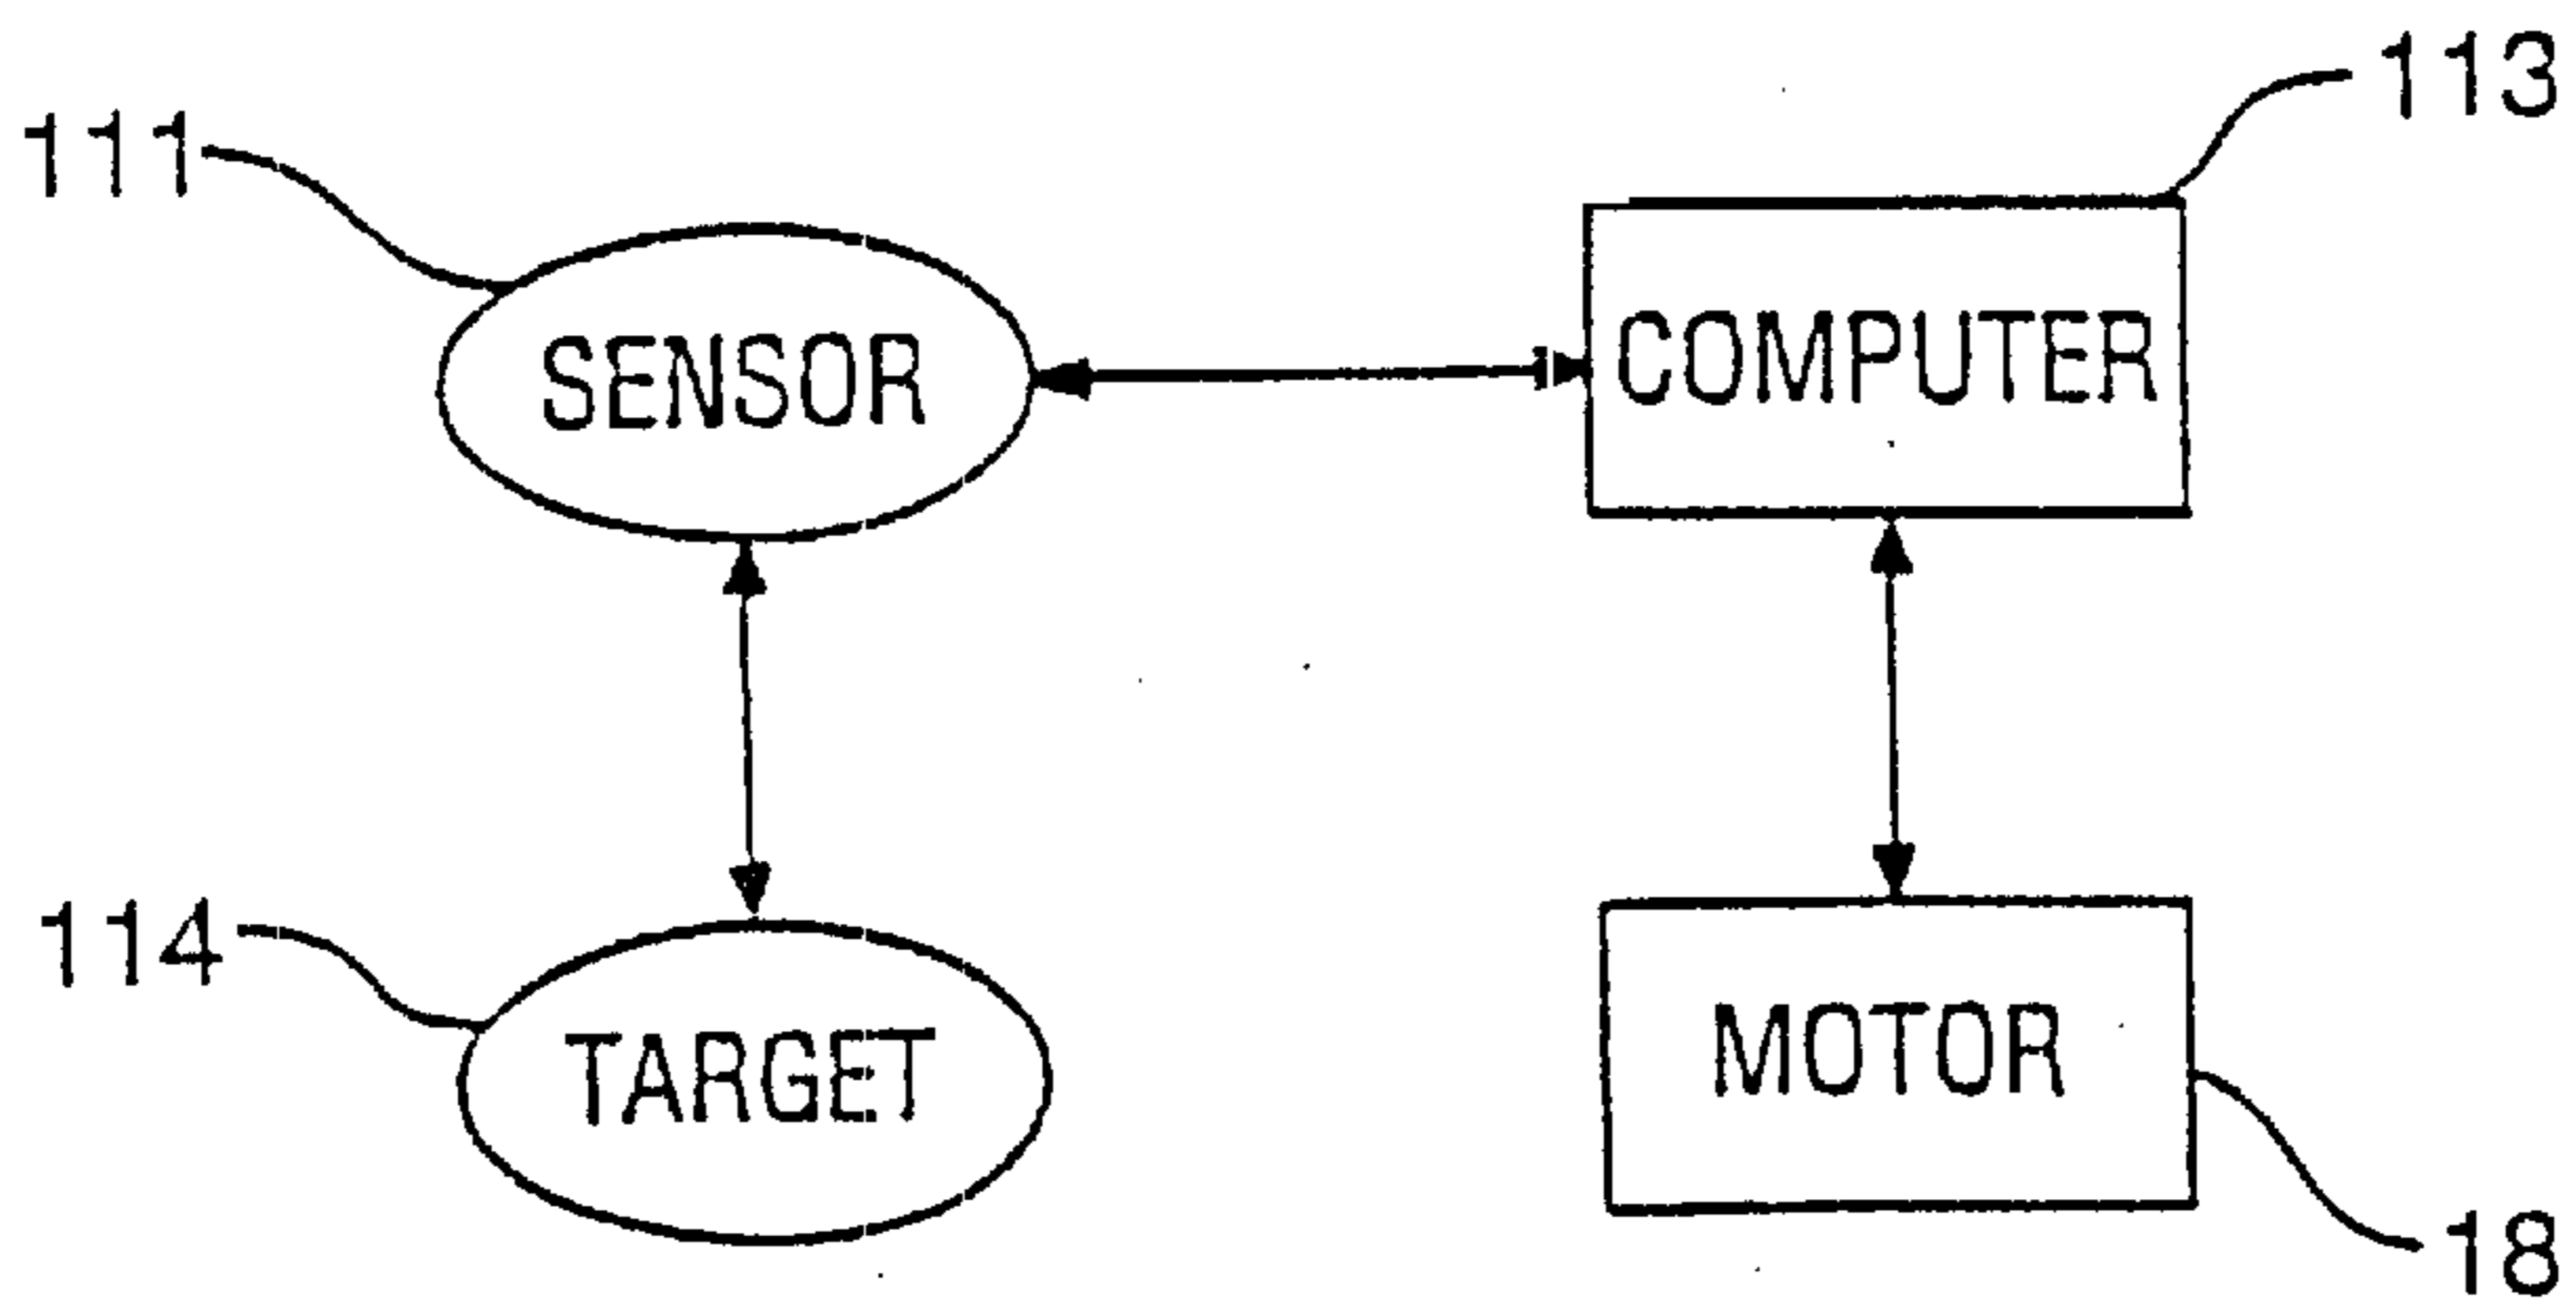 113
111
SENSOR
COMPUTER
114
TARGET
MOTOR
18